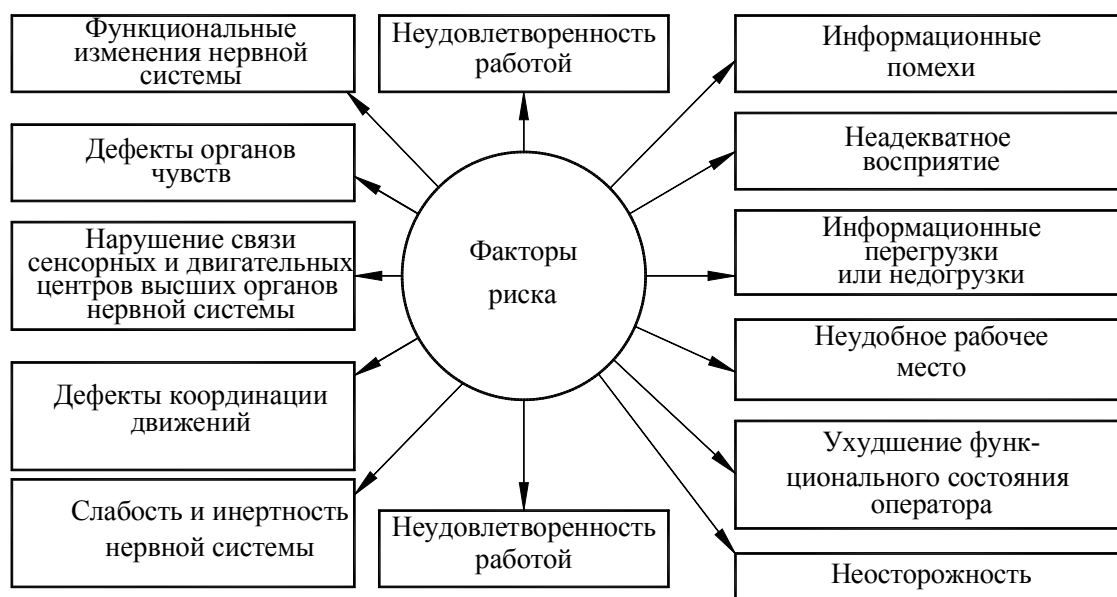 Функциональные
изменения нервной
системы
Неудовлетворенность
работой
Информационные
помехи
Дефекты органов
чувств
Неадекватное
восприятие
Нарушение связи
сенсорных и двигательных
центров высших органов
нервной системы
Факторы
риска
Информационные
перегрузки
или недогрузки
Неудобное рабочее
место
Дефекты координации
движений
Ухудшение функ-
ционального состояния
оператора
Слабость и инертность
нервной системы
Неудовлетворенность
работой
Неосторожность